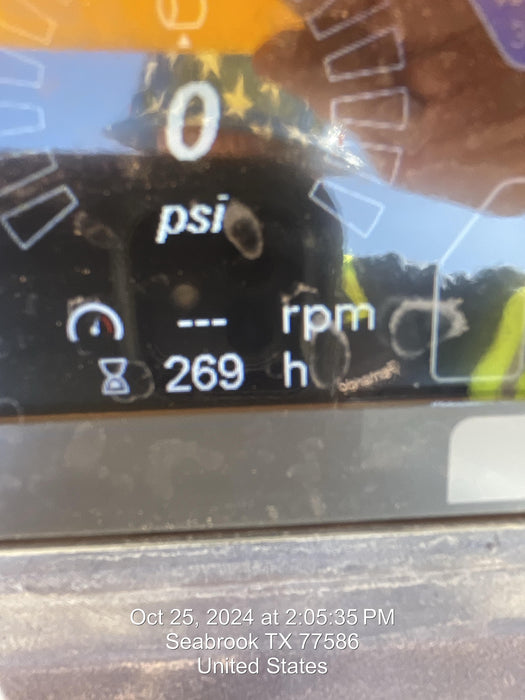 0
psi
--- rpm
269 h
Oct 25, 2024 at 2:05:35 PM
Seabrook TX 77586
United States